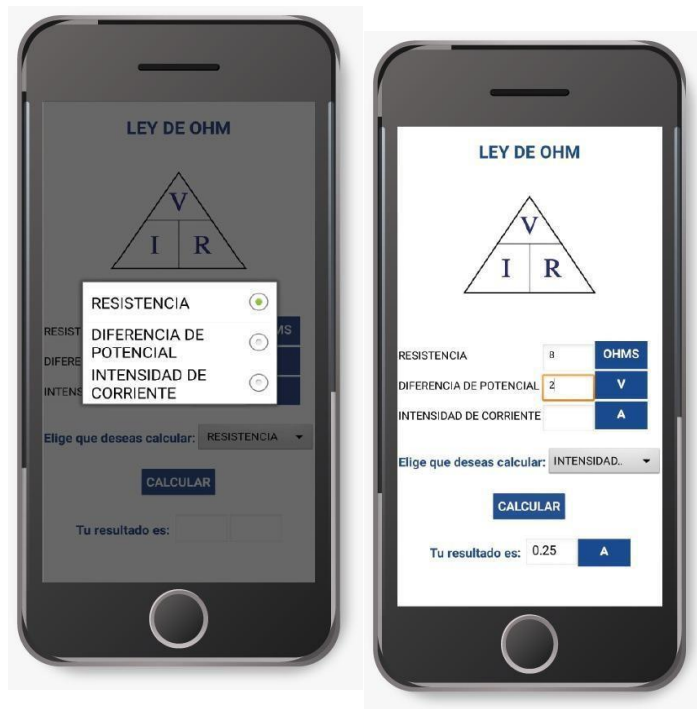 LEY DE OHM
V
I R
RESISTENCIA
DIFERENCIA DE
POTENCIAL
INTENSIDAD DE
CORRIENTE
RESIST
MS
DIFERE
INTENS
Elige que deseas calcular: RESISTENCIA
CALCULAR
Tu resultado es:
LEY DE OHM
V
I R
RESISTENCIA 8 OHMS
DIFERENCIA DE POTENCIAL 2 V
INTENSIDAD DE CORRIENTE A
Elige que deseas calcular: INTENSIDAD..
CALCULAR
Tu resultado es: 0.25 A